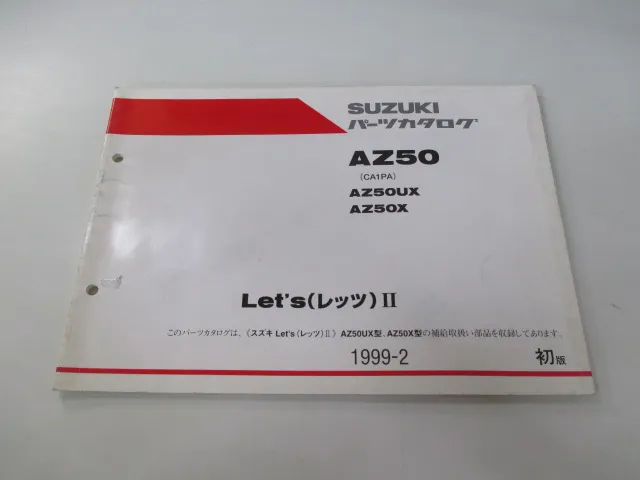 SUZUKI
パーツカタログ
AZ50
(CA1PA)
AZ50UX
AZ50X
Let's(レッツ)Ⅱ
このパーツカタログは、《スズキ Let's(レッツ)Ⅱ》AZ50UX型、AZ50X型の補給取扱い部品を収録してあります。
1999-2 初版